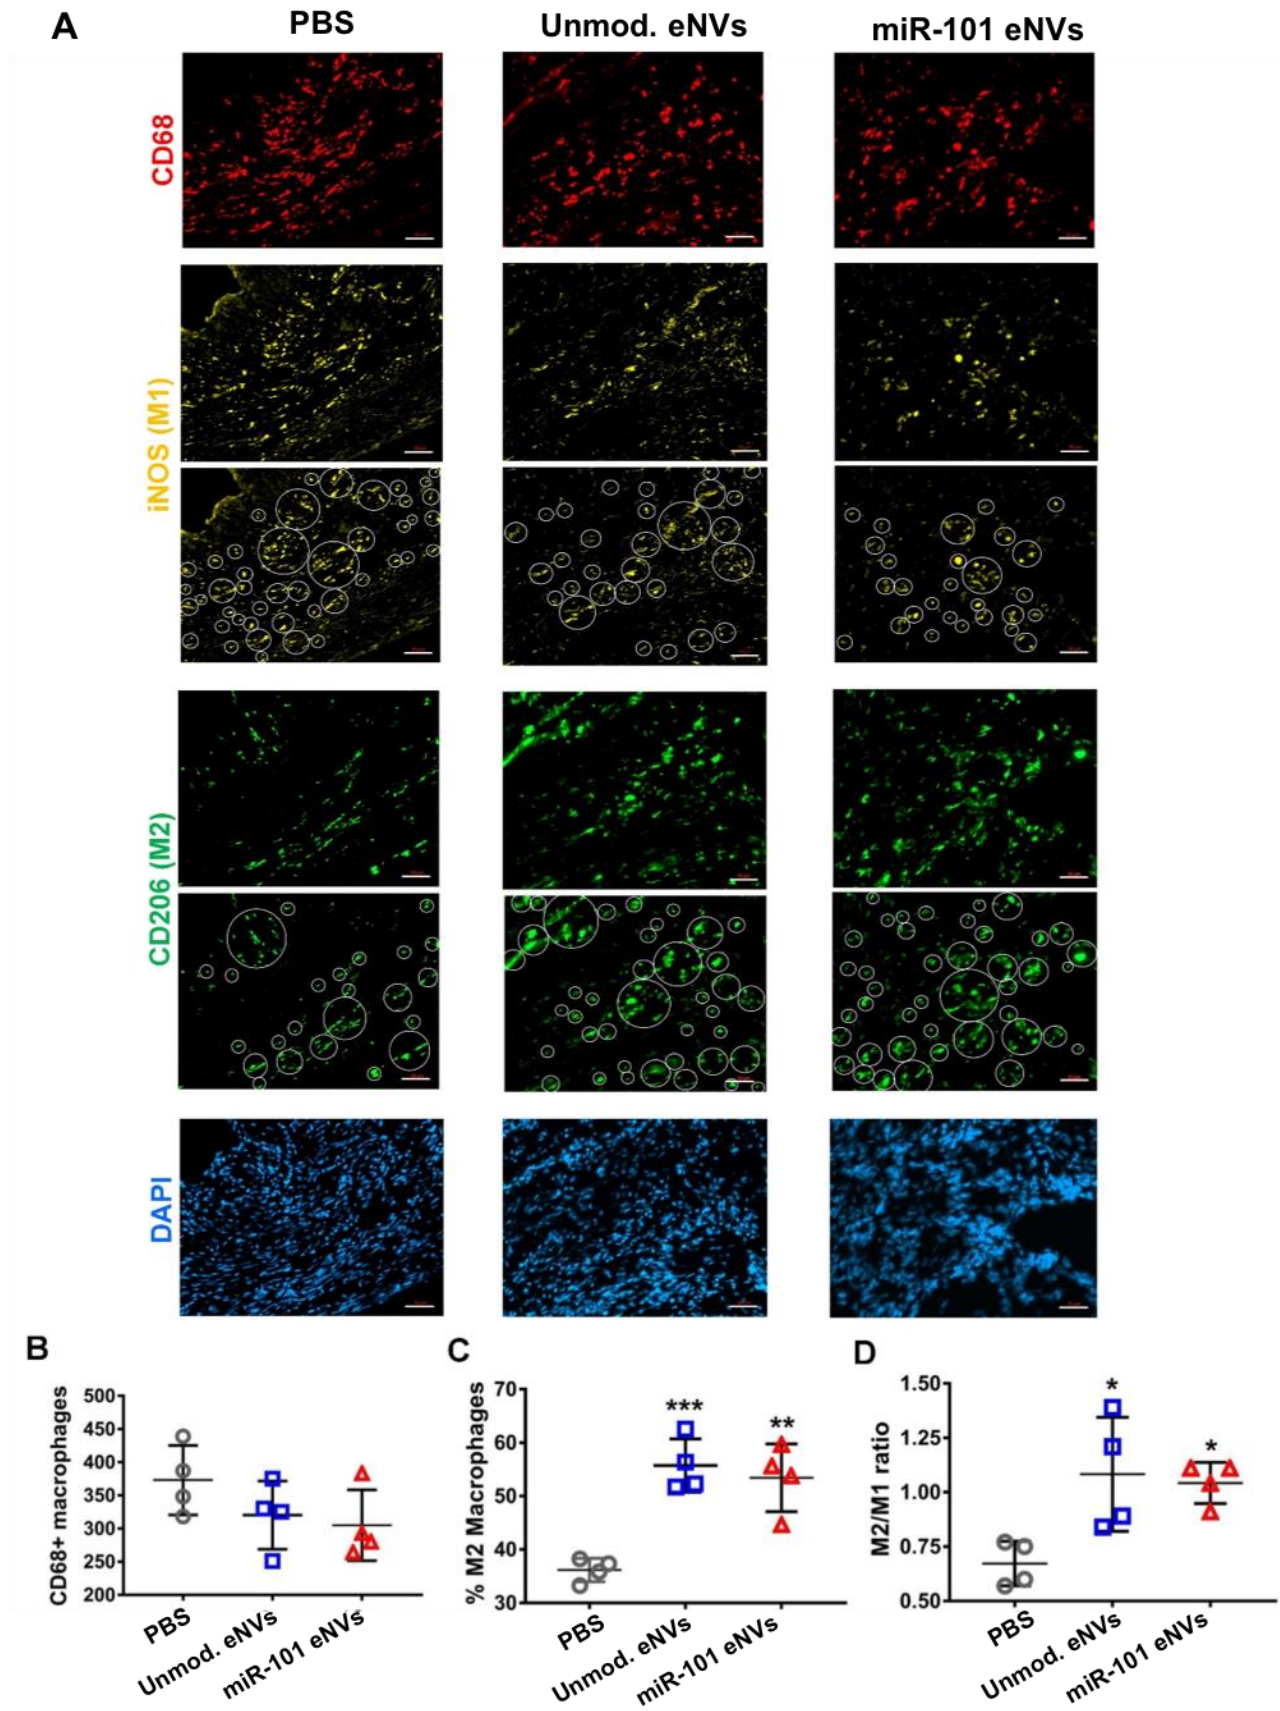 A
PBS
Unmod. eNVs
miR-101 eNVs
CD68
iNOS (M1)
CD206 (M2)
DAPI
B
CD68+ macrophages
500
450
400
350
300
250
200
PBS
Unmod. eNVs
miR-101 eNVs
C
% M2 Macrophages
70
60
50
40
30
***
**
PBS
Unmod. eNVs
miR-101 eNVs
D
M2/M1 ratio
1.50
1.25
1.00
0.75
0.50
*
*
PBS
Unmod. eNVs
miR-101 eNVs